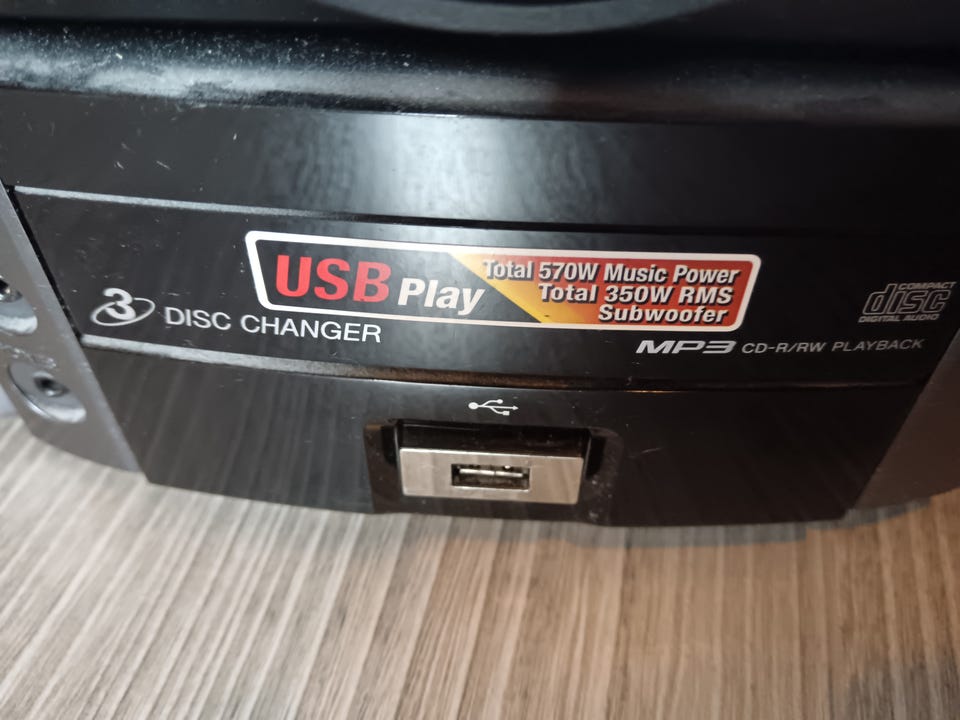 USB Play
Total 570W Music Power
Total 350W RMS
Subwoofer
3 DISC CHANGER
COMPACT
disc
DIGITAL AUDIO
MP3 CD-R/RW PLAYBACK